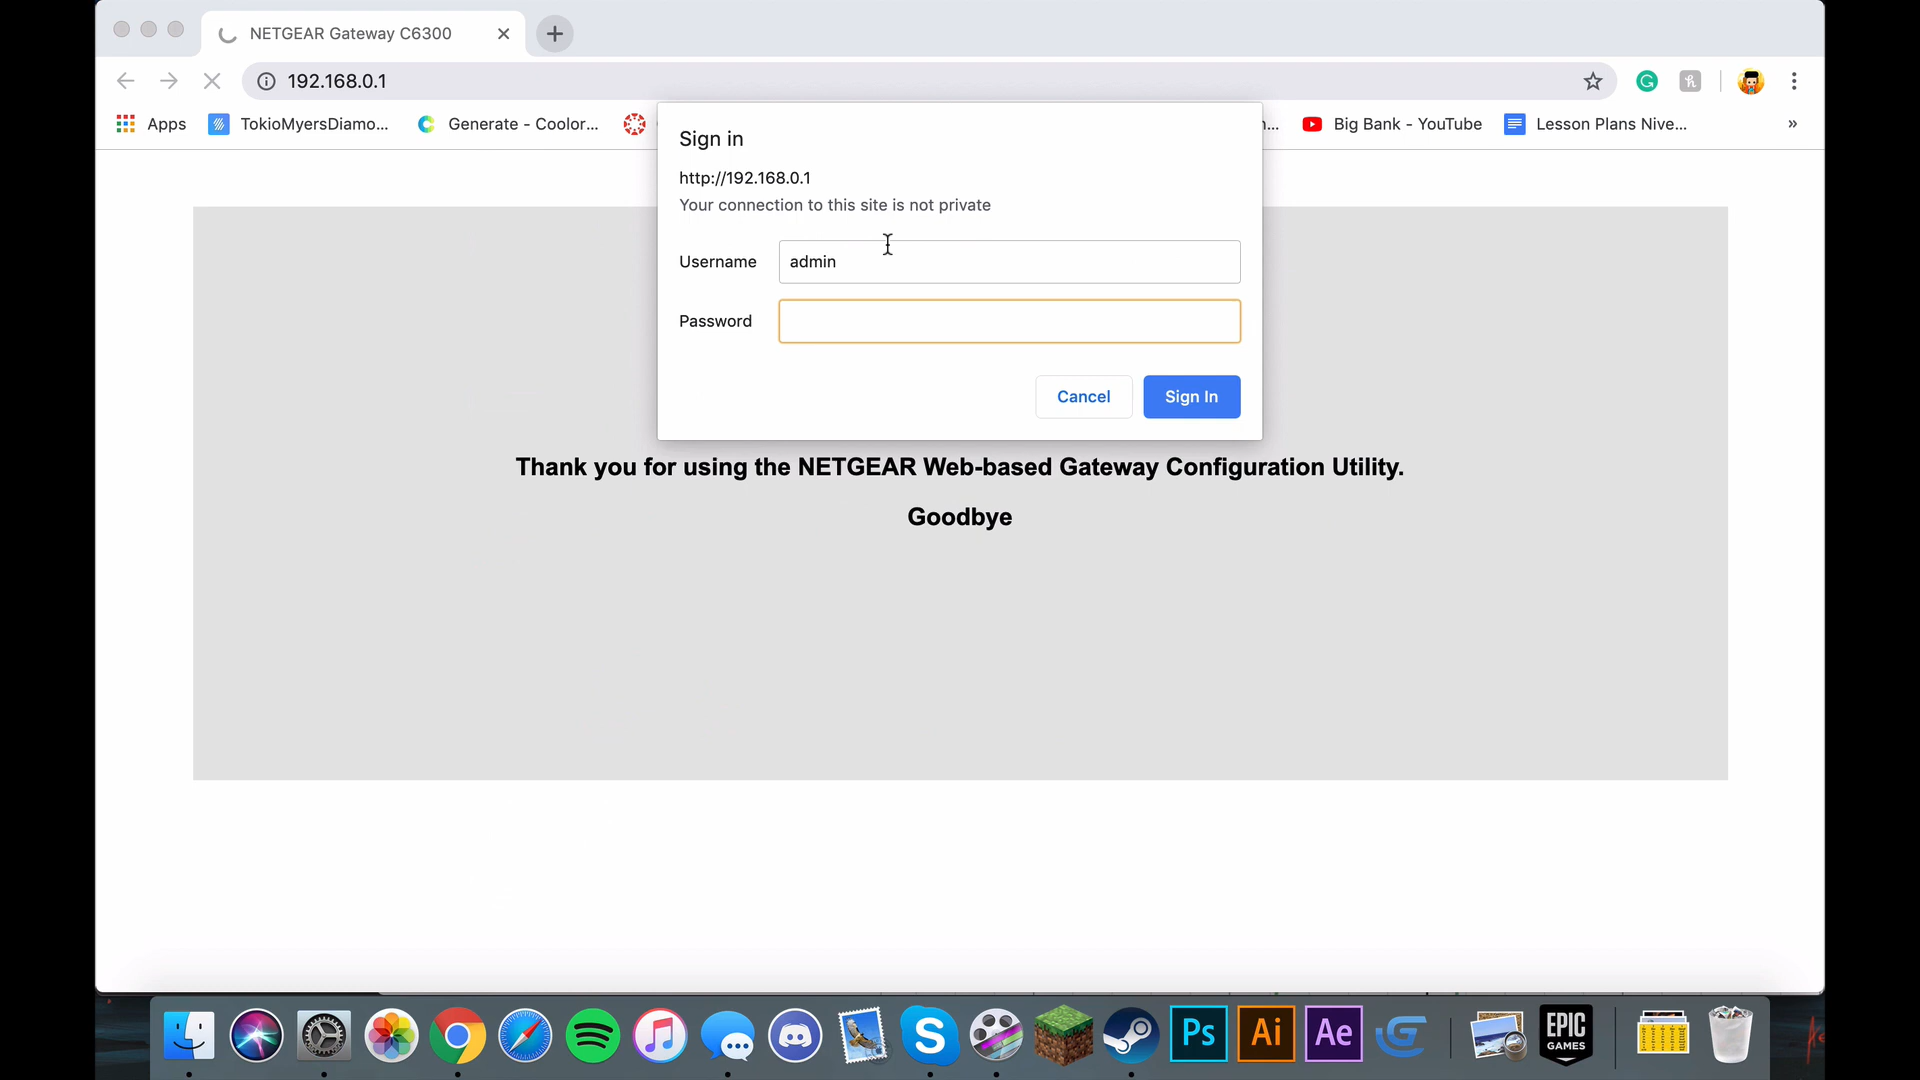 NETGEAR Gateway C6300
192.168.0.1
Apps
TokioMyersDiamo...
Generate - Coolor...
Big Bank - YouTube
Lesson Plans Nive...
»
Sign in
http://192.168.0.1
Your connection to this site is not private
Username
admin
Password
Cancel
Sign In
Thank you for using the NETGEAR Web-based Gateway Configuration Utility.
Goodbye
Ps
Ai
Ae
EPIC
GAMES